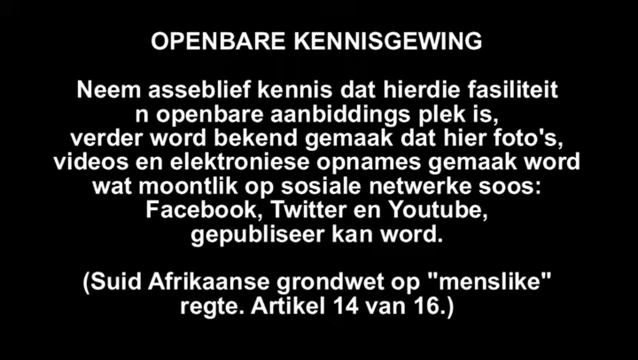 OPENBARE KENNISGEWING
Neem asseblief kennis dat hierdie fasiliteit
n openbare aanbiddings plek is,
verder word bekend gemaak dat hier foto's,
videos en elektroniese opnames gemaak word
wat moontlik op sosiale netwerke soos:
Facebook, Twitter en Youtube,
gepubliseer kan word.
(Suid Afrikaanse grondwet op "menslike"
regte. Artikel 14 van 16.)